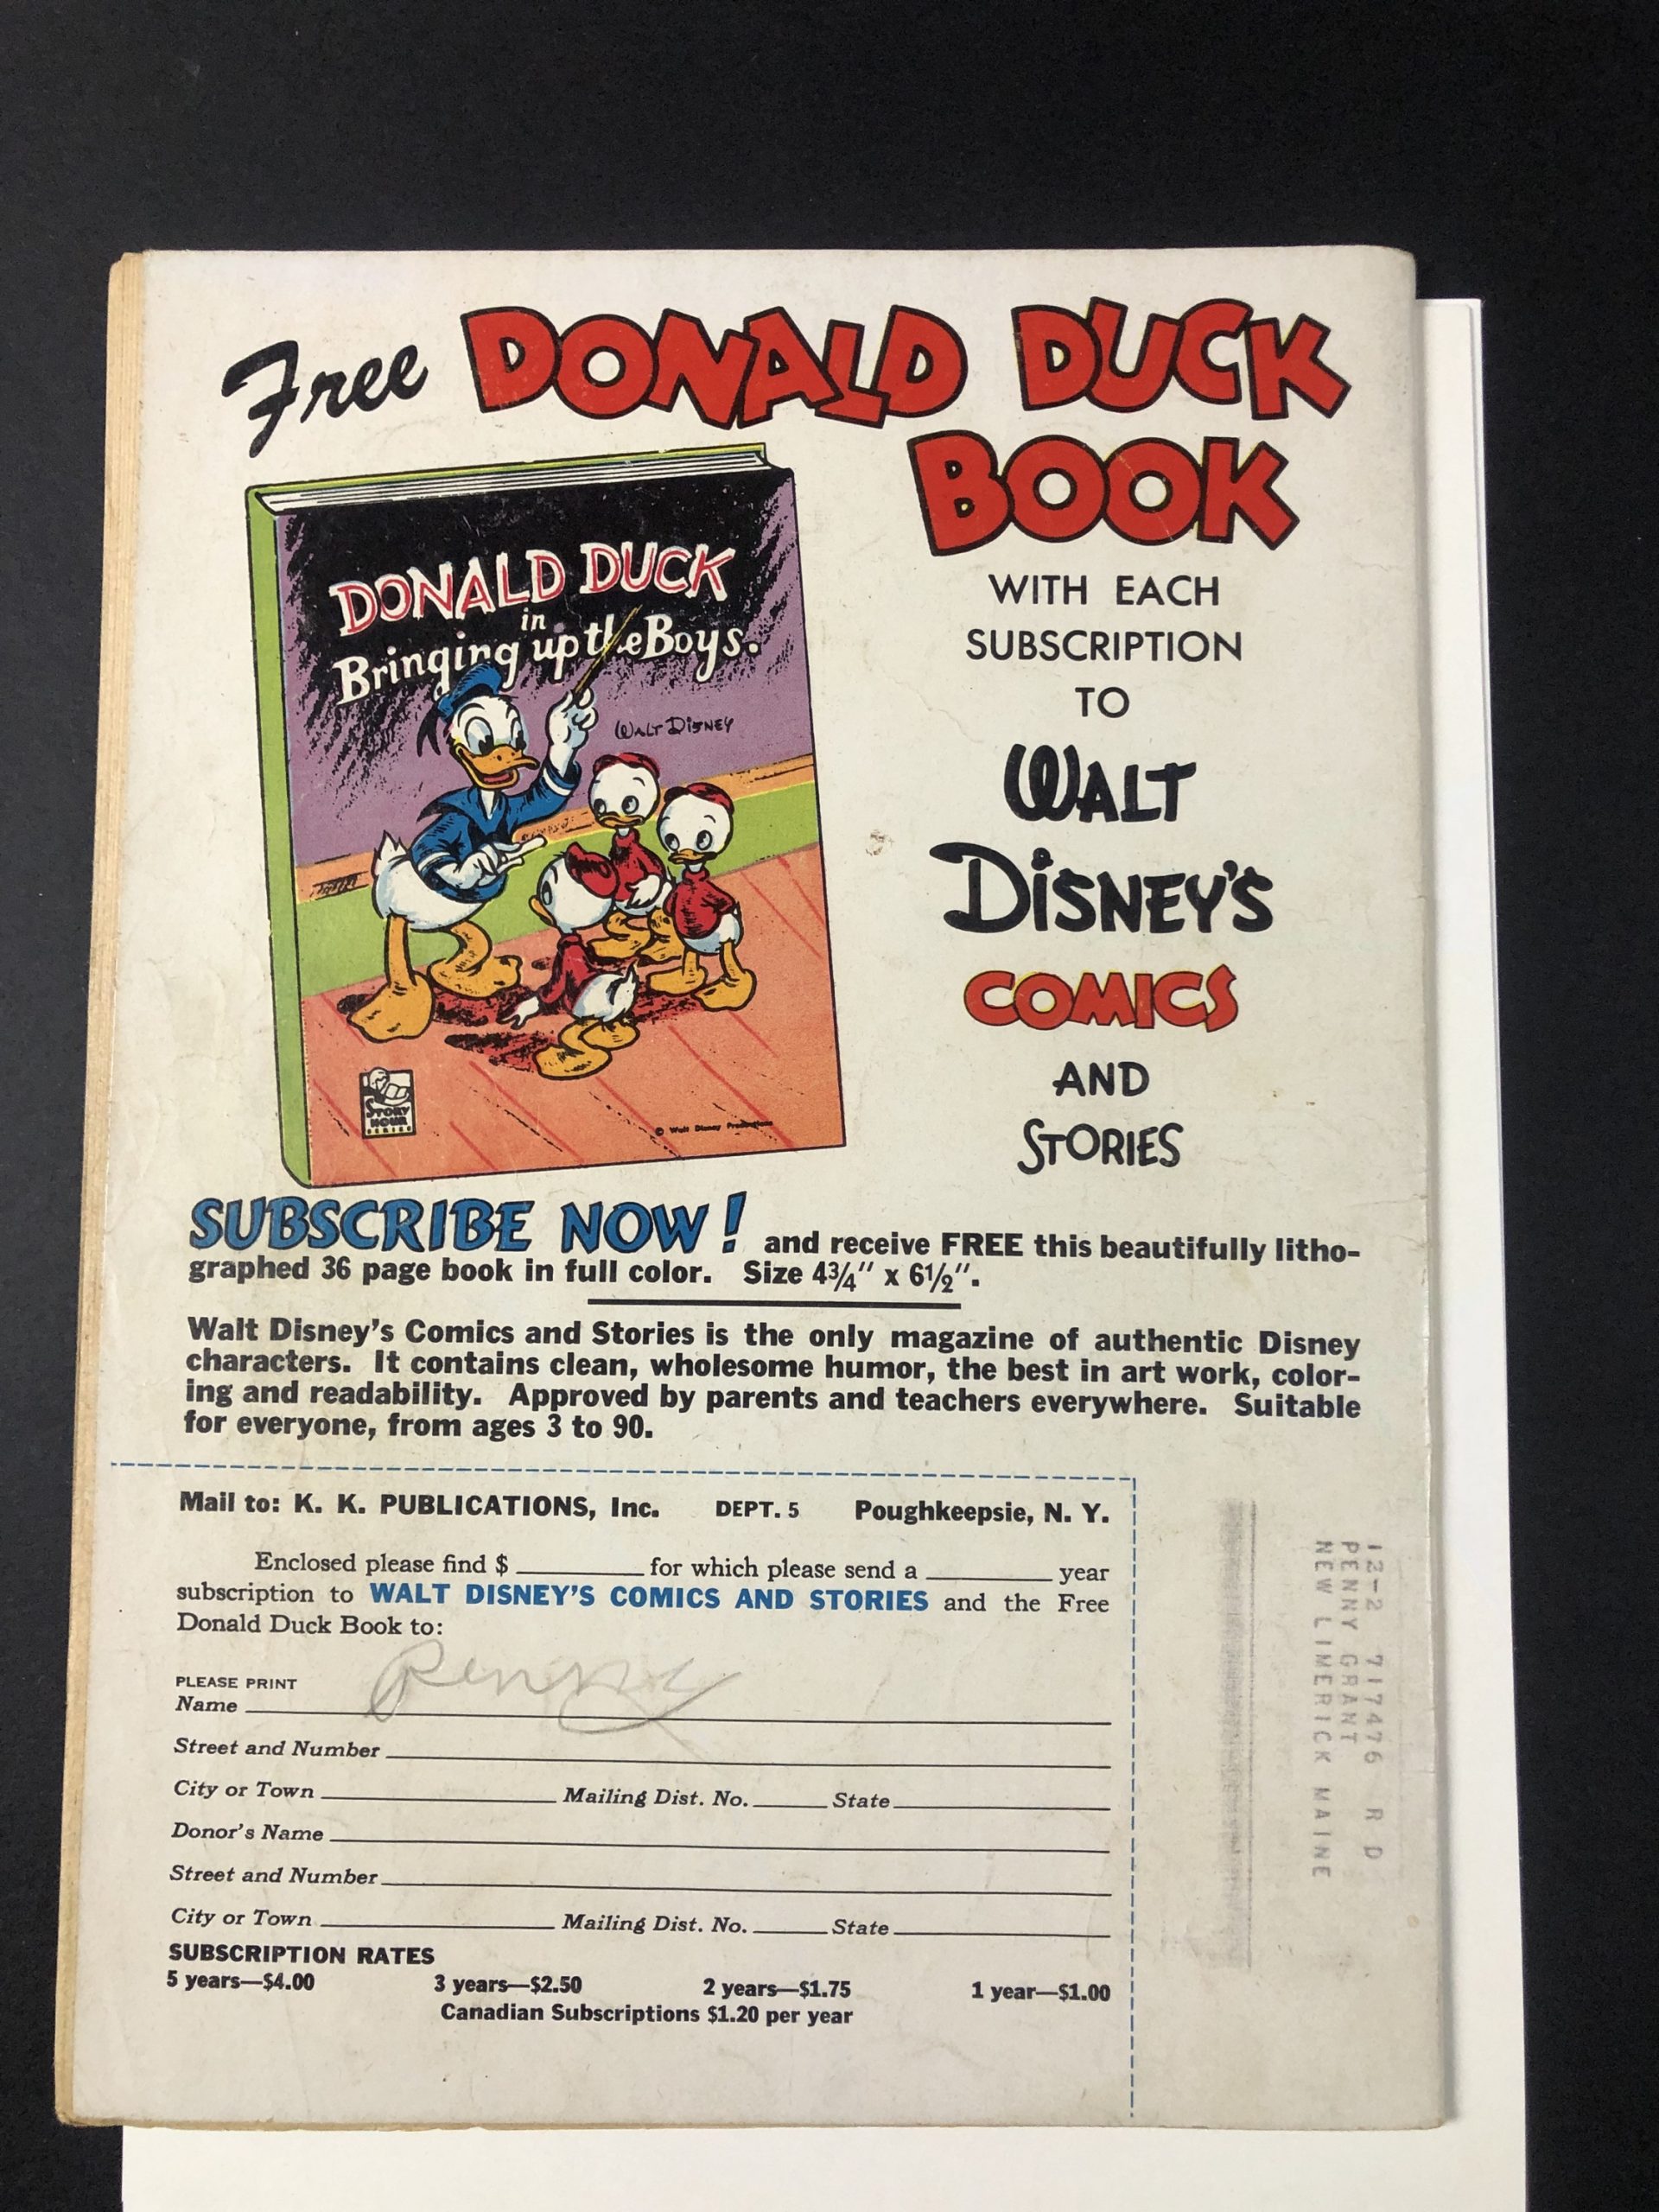 Free DONALD DUCK
BOOK
WITH EACH
SUBSCRIPTION
TO
WALT
DISNEY'S
COMICS
AND
STORIES
DONALD DUCK
in
Bringing up the Boys.
WALT DISNEY
STORY
HOUR
SERIES
© Walt Disney Productions
SUBSCRIBE NOW! and receive FREE this beautifully litho-
graphed 36 page book in full color. Size 4¾" x 6½".
Walt Disney's Comics and Stories is the only magazine of authentic Disney
characters. It contains clean, wholesome humor, the best in art work, color-
ing and readability. Approved by parents and teachers everywhere. Suitable
for everyone, from ages 3 to 90.
Mail to: K. K. PUBLICATIONS, Inc. DEPT. 5 Poughkeepsie, N. Y.
Enclosed please find $ for which please send a year
subscription to WALT DISNEY'S COMICS AND STORIES and the Free
Donald Duck Book to:
PLEASE PRINT
Name Penny
Street and Number
City or Town Mailing Dist. No. State
Donor's Name
Street and Number
City or Town Mailing Dist. No. State
SUBSCRIPTION RATES
5 years—$4.00 3 years—$2.50 2 years—$1.75 1 year—$1.00
Canadian Subscriptions $1.20 per year
12-2 717476 R D
PENNY GRANT
NEW LIMERICK MAINE